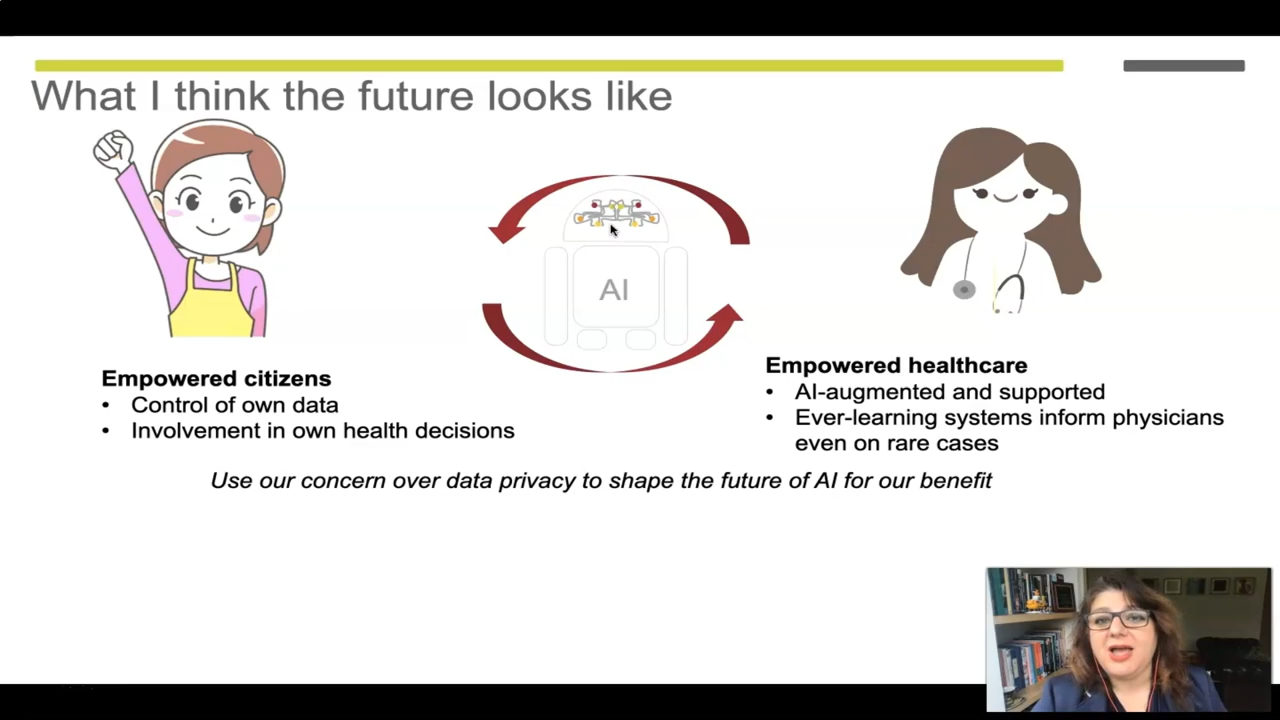 What I think the future looks like
AI
Empowered citizens
• Control of own data
• Involvement in own health decisions
Empowered healthcare
• AI-augmented and supported
• Ever-learning systems inform physicians
even on rare cases
Use our concern over data privacy to shape the future of AI for our benefit